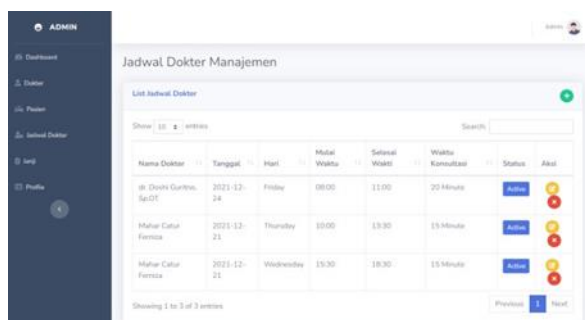 ADMIN
Admin
Dashboard
Dokter
Pasien
Jadwal Dokter
Janji
Profile
Jadwal Dokter Manajemen
List Jadwal Dokter
Show 10 entries
Search:
Nama Dokter Tanggal Hari Mulai Waktu Selesai Wakti Waktu Konsultasi Status Aksi
dr. Doshi Guritno, Sp.OT 2021-12-24 Friday 08:00 11:00 20 Minute Active
Mahar Catur Ferniza 2021-12-21 Thursday 10:00 13:30 15 Minute Active
Mahar Catur Ferniza 2021-12-21 Wednesday 15:30 18:30 15 Minute Active
Showing 1 to 3 of 3 entries
Previous 1 Next